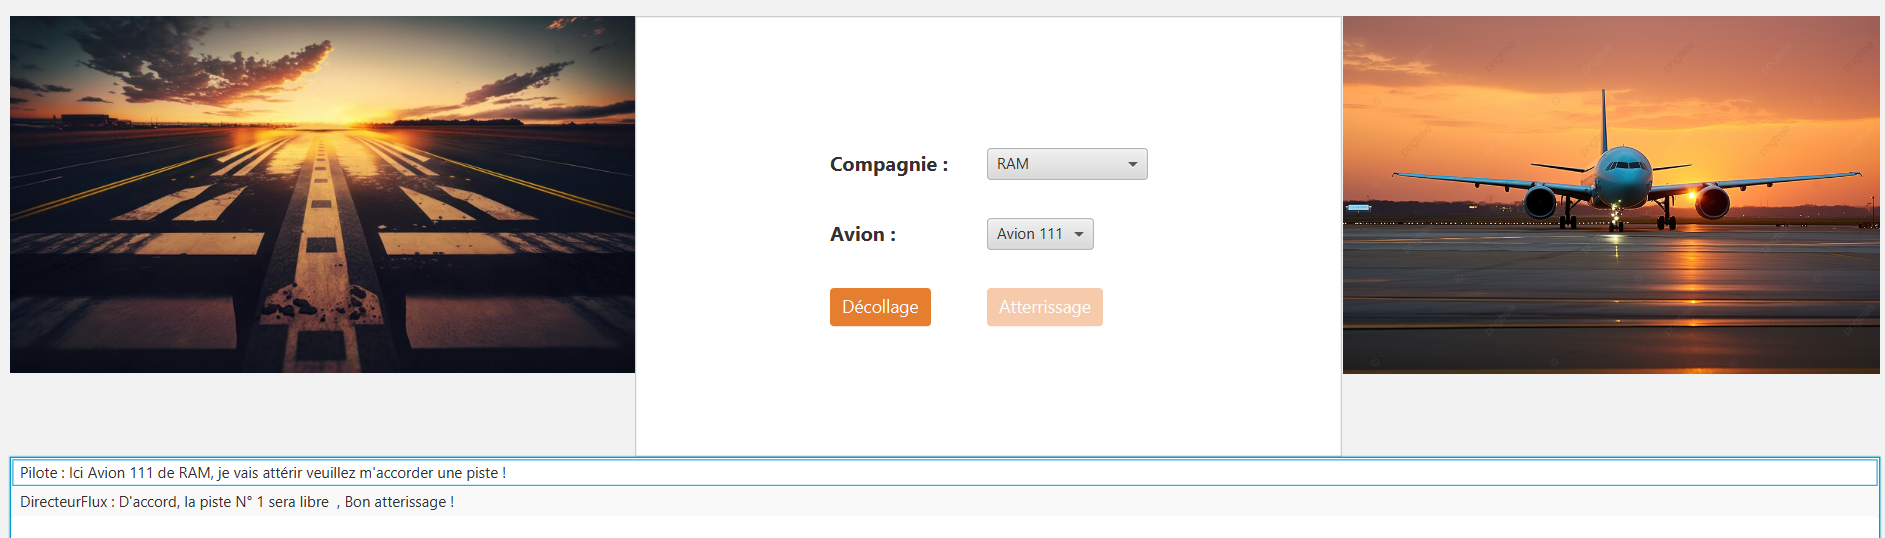 Compagnie : RAM
Avion : Avion 111
Décollage Atterrissage
Pilote : Ici Avion 111 de RAM, je vais attérir veuillez m'accorder une piste !
DirecteurFlux : D'accord, la piste N° 1 sera libre  , Bon atterissage !